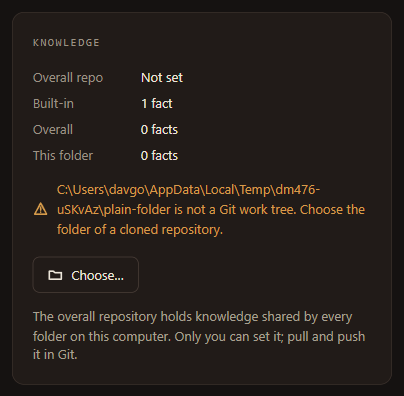 KNOWLEDGE
Overall repo Not set
Built-in 1 fact
Overall 0 facts
This folder 0 facts
C:\Users\davgo\AppData\Local\Temp\dm476-
uSKvAz\plain-folder is not a Git work tree. Choose the
folder of a cloned repository.
Choose...
The overall repository holds knowledge shared by every
folder on this computer. Only you can set it; pull and push
it in Git.